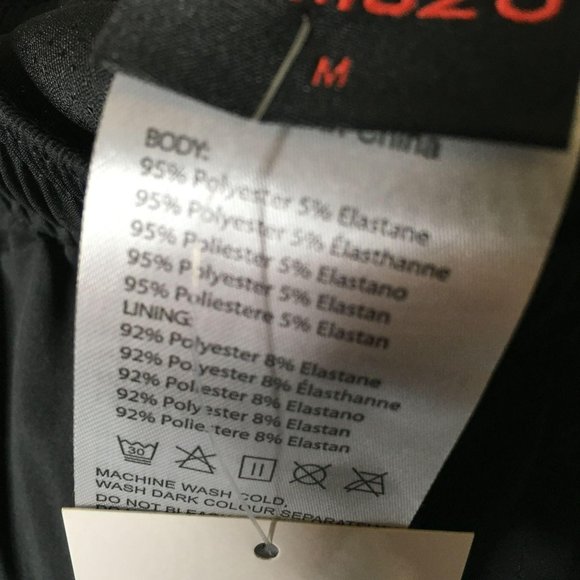 M
China
BODY:
95% Polyester 5% Elastane
95% Polyester 5% Élasthanne
95% Poliester 5% Elastano
95% Polyester 5% Elastan
95% Poliestere 5% Elastan
LINING:
92% Polyester 8% Elastane
92% Polyester 8% Élasthanne
92% Poliester 8% Elastano
92% Polyester 8% Elastan
92% Poliestere 8% Elastan
30
MACHINE WASH COLD,
WASH DARK COLOUR SEPARATELY
DO NOT BLEACH